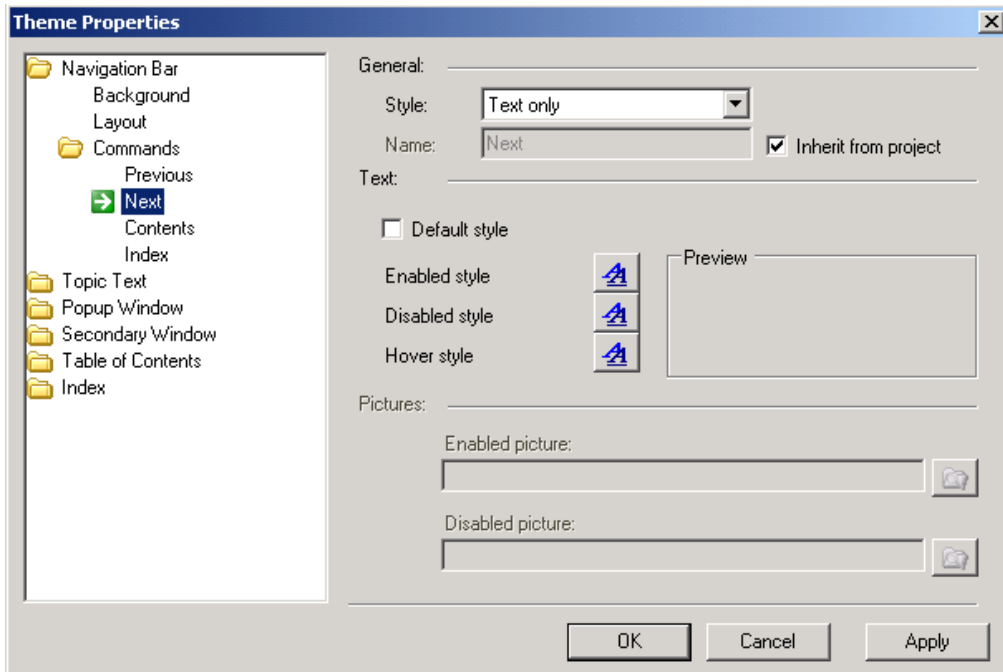 Theme Properties
Navigation Bar
Background
Layout
Commands
Previous
Next
Contents
Index
Topic Text
Popup Window
Secondary Window
Table of Contents
Index
General:
Style: Text only
Name: Next Inherit from project
Text:
Default style
Enabled style
Disabled style
Hover style
Preview
Pictures:
Enabled picture:
Disabled picture:
OK Cancel Apply